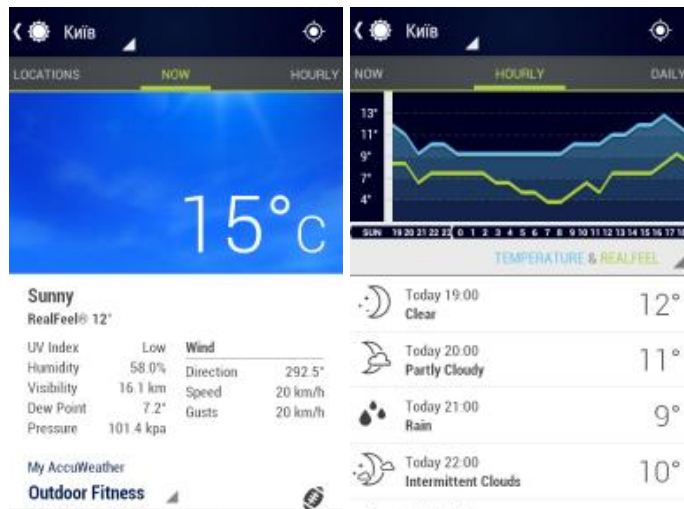 Київ
LOCATIONS NOW HOURLY
15°C
Sunny
RealFeel® 12°
UV Index Low
Humidity 58.0%
Visibility 16.1 km
Dew Point 7.2°
Pressure 101.4 kpa
Wind
Direction 292.5°
Speed 20 km/h
Gusts 20 km/h
My AccuWeather
Outdoor Fitness
Київ
NOW HOURLY DAILY
13°
11°
9°
7°
4°
SUN 19 20 21 22 23 0 1 2 3 4 5 6 7 8 9 10 11 12 13 14 15 16 17 18
TEMPERATURE & REALFEEL
Today 19:00
Clear
12°
Today 20:00
Partly Cloudy
11°
Today 21:00
Rain
9°
Today 22:00
Intermittent Clouds
10°